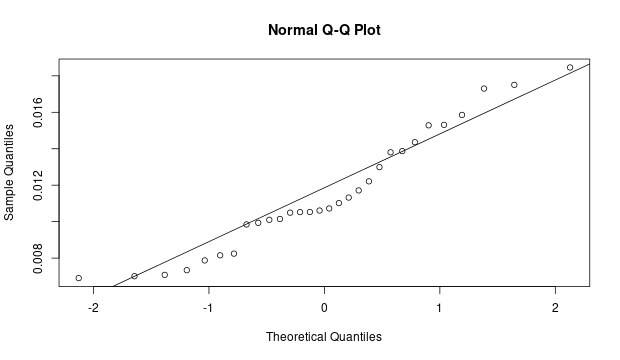 Normal Q-Q Plot
Sample Quantiles
0.016
0.012
0.008
-2 -1 0 1 2
Theoretical Quantiles